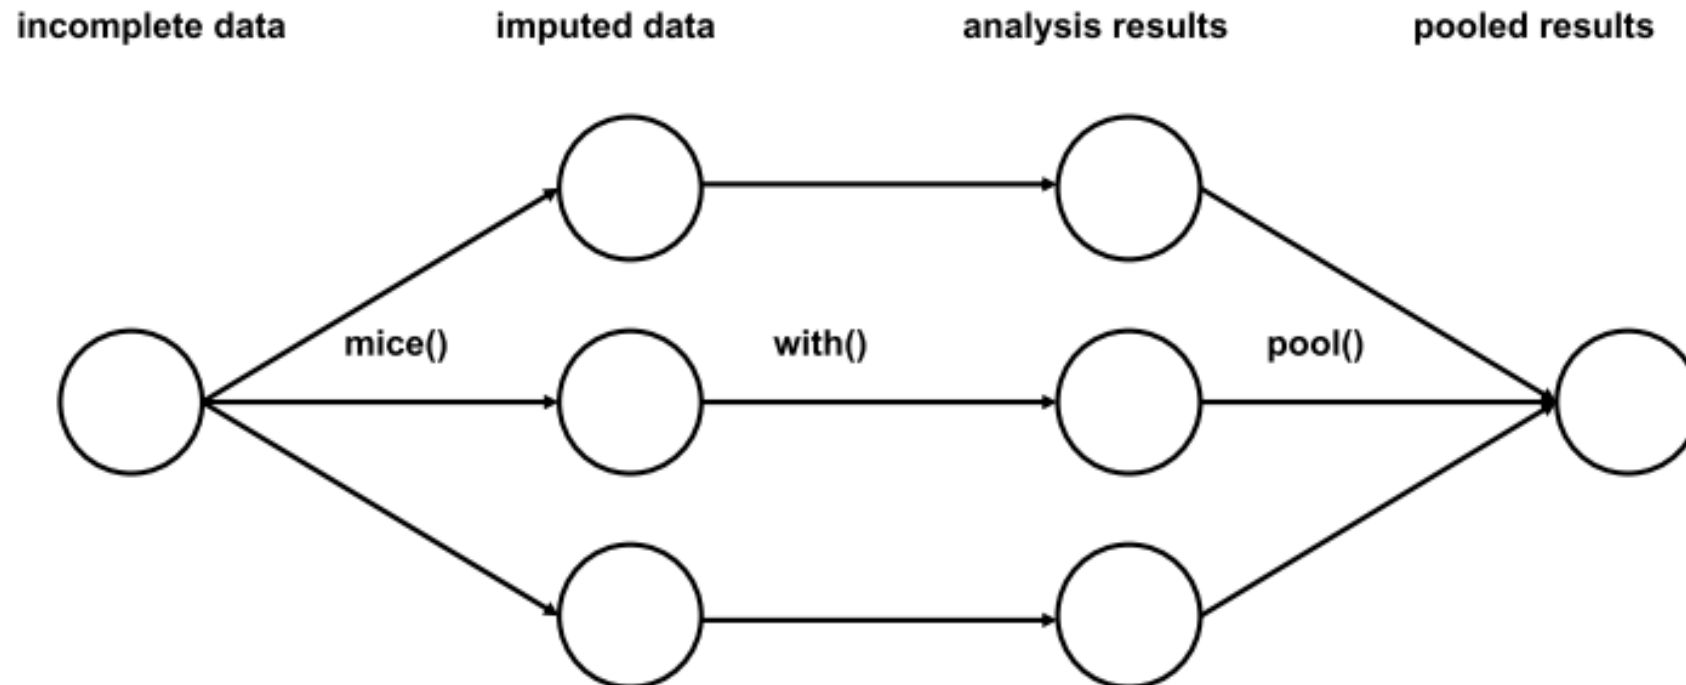 incomplete data imputed data analysis results pooled results
mice() with() pool()